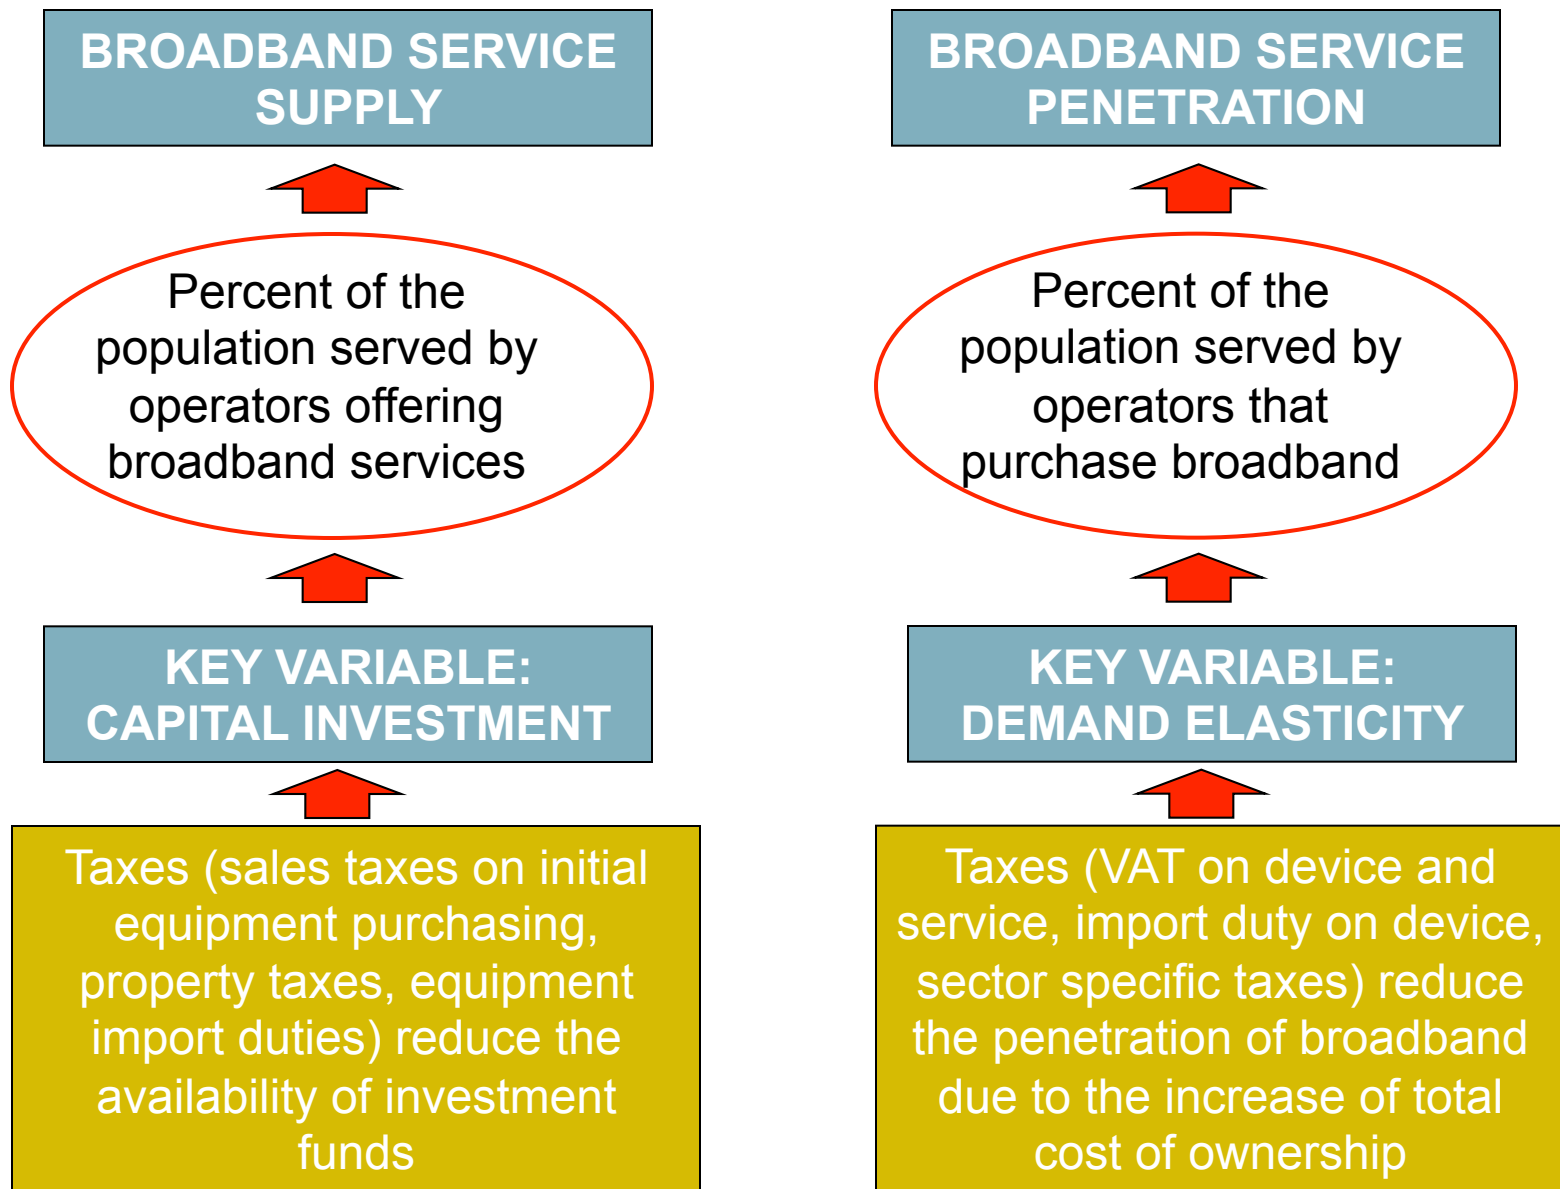 BROADBAND SERVICE
SUPPLY
Percent of the
population served by
operators offering
broadband services
KEY VARIABLE:
CAPITAL INVESTMENT
Taxes (sales taxes on initial
equipment purchasing,
property taxes, equipment
import duties) reduce the
availability of investment
funds
BROADBAND SERVICE
PENETRATION
Percent of the
population served by
operators that
purchase broadband
KEY VARIABLE:
DEMAND ELASTICITY
Taxes (VAT on device and
service, import duty on device,
sector specific taxes) reduce
the penetration of broadband
due to the increase of total
cost of ownership